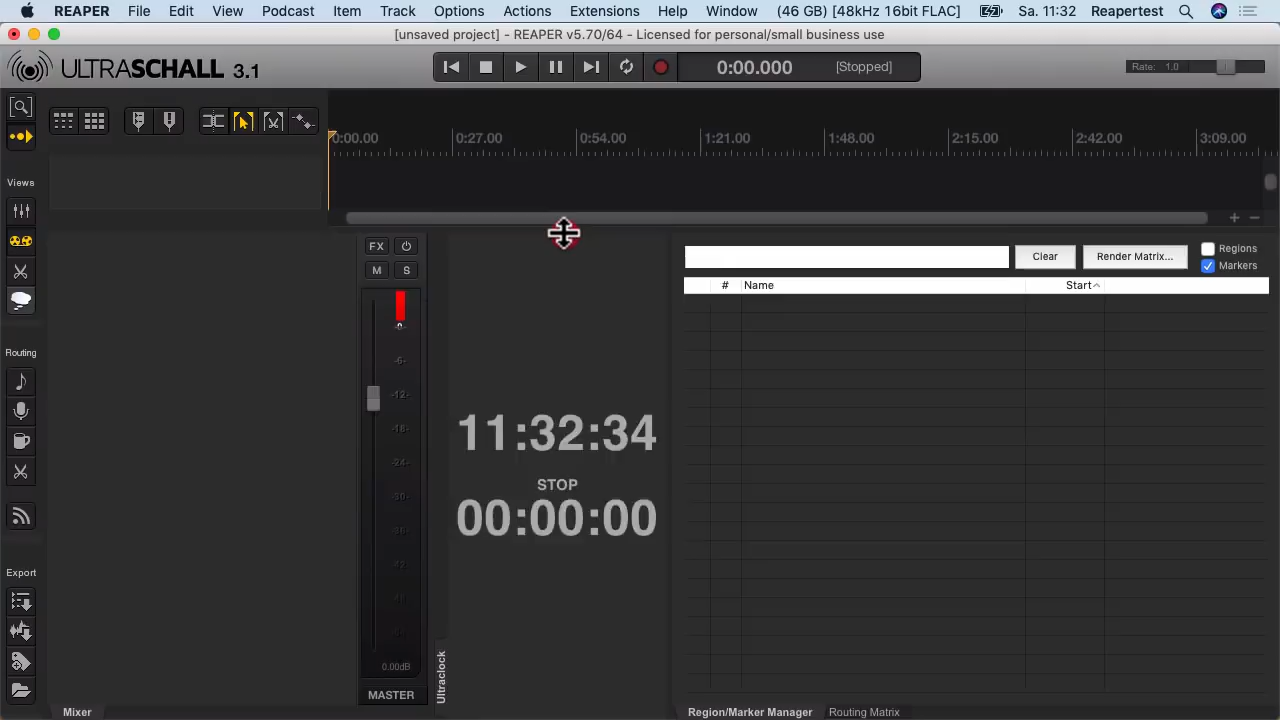 REAPER File Edit View Podcast Item Track Options Actions Extensions Help Window (46 GB) [48kHz 16bit FLAC] Sa. 11:32 Reapertest
[unsaved project] - REAPER v5.70/64 - Licensed for personal/small business use
ULTRASCHALL 3.1
0:00.000 [Stopped]
Rate: 1.0
0:00.00 0:27.00 0:54.00 1:21.00 1:48.00 2:15.00 2:42.00 3:09.00
Views
Routing
Export
FX
M S
-0-
-6-
-12-
-18-
-24-
-30-
-36-
-42-
0.00dB
MASTER
Mixer
Ultraclock
11:32:34
STOP
00:00:00
Clear Render Matrix... Regions
Markers
# Name Start
Region/Marker Manager Routing Matrix